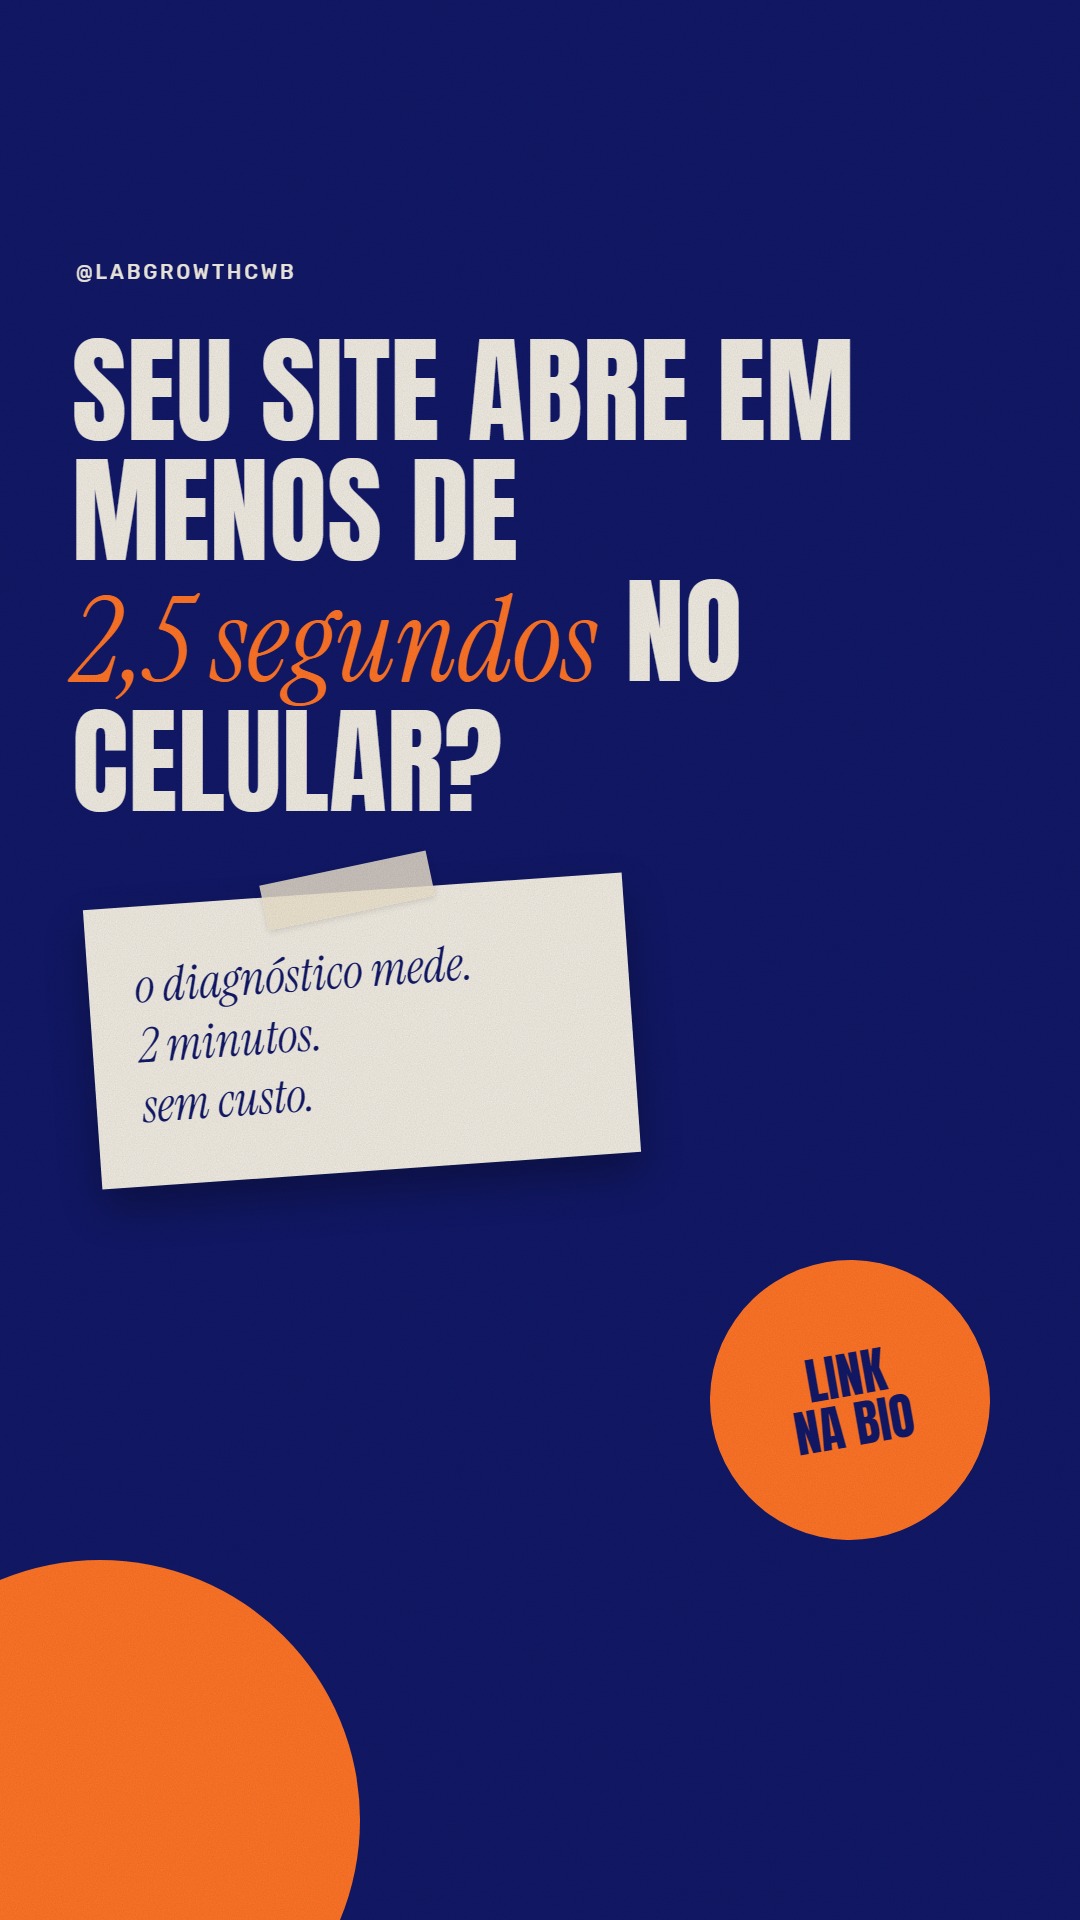 @LABGROWTHCWB
SEU SITE ABRE EM
MENOS DE
2,5 segundos NO
CELULAR?
o diagnóstico mede.
2 minutos.
sem custo.
LINK
NA BIO